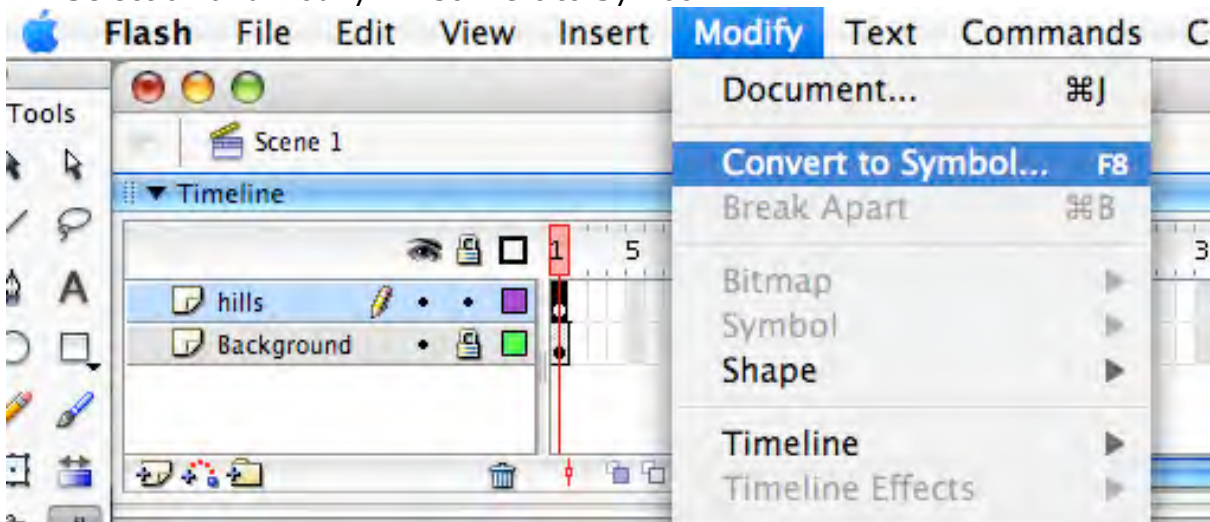 Flash File Edit View Insert Modify Text Commands C
Tools
Scene 1
Timeline
1 5 3
hills
Background
Document... ⌘J
Convert to Symbol... F8
Break Apart ⌘B
Bitmap
Symbol
Shape
Timeline
Timeline Effects